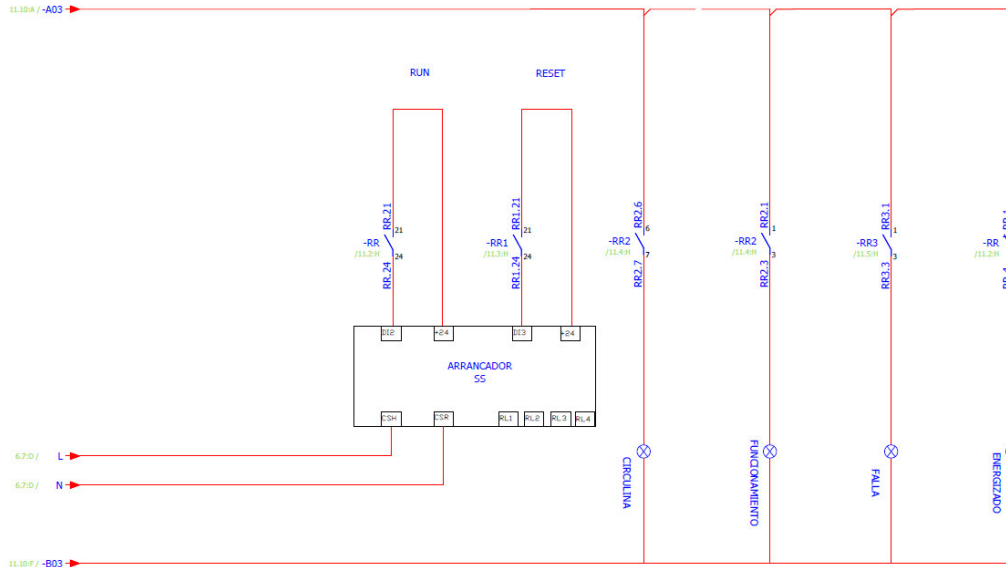 11.10:A / -A03
RUN
RESET
RR.21
21
-RR
/11.2:H
24
RR.24
RR1.21
21
-RR1
/11.3:H
24
RR1.24
RR2.6
6
-RR2
/11.4:H
7
RR2.7
RR2.1
1
-RR2
/11.4:H
3
RR2.3
RR3.1
1
-RR3
/11.5:H
3
RR3.3
-RR
/11.2:H
DI2
+24
DI3
+24
ARRANCADOR
SS
CSH
CSR
RL1
RL2
RL3
RL4
6.7:D / L
6.7:D / N
CIRCULINA
FUNCIONAMIENTO
FALLA
ENERGIZADO
11.10:F / -B03